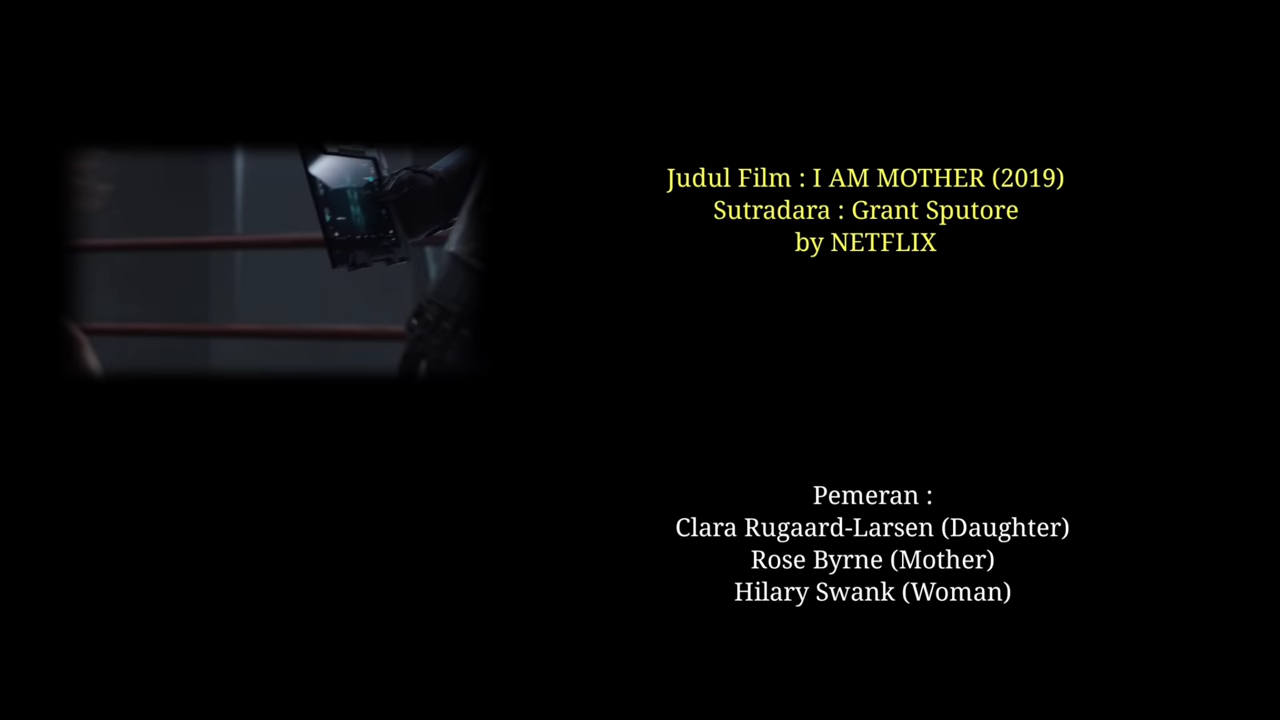 Judul Film : I AM MOTHER (2019)
Sutradara : Grant Sputore
by NETFLIX
Pemeran :
Clara Rugaard-Larsen (Daughter)
Rose Byrne (Mother)
Hilary Swank (Woman)